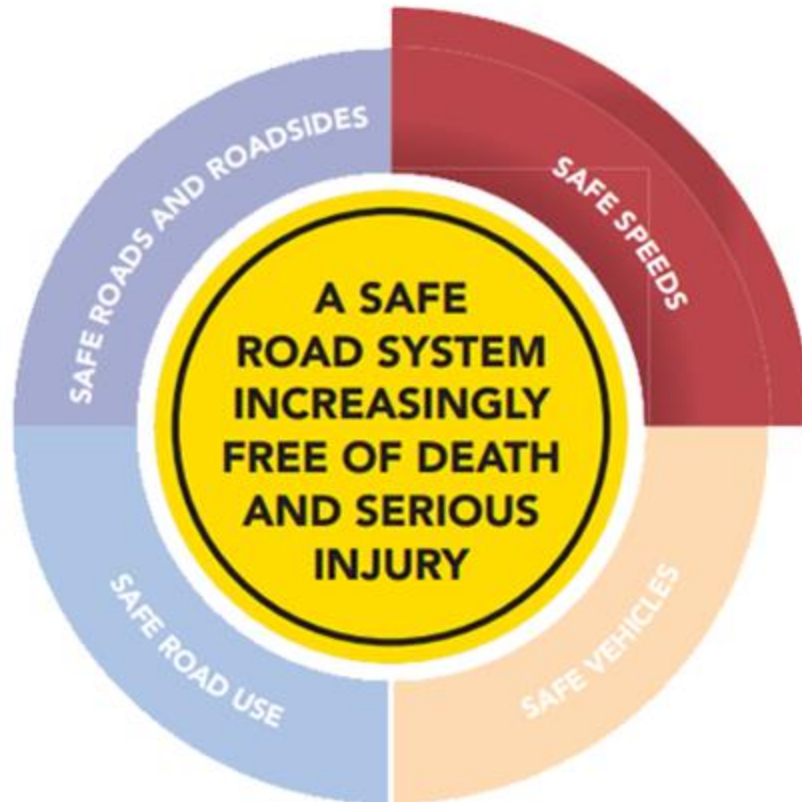 SAFE ROADS AND ROADSIDES
SAFE SPEEDS
A SAFE
ROAD SYSTEM
INCREASINGLY
FREE OF DEATH
AND SERIOUS
INJURY
SAFE ROAD USE
SAFE VEHICLES